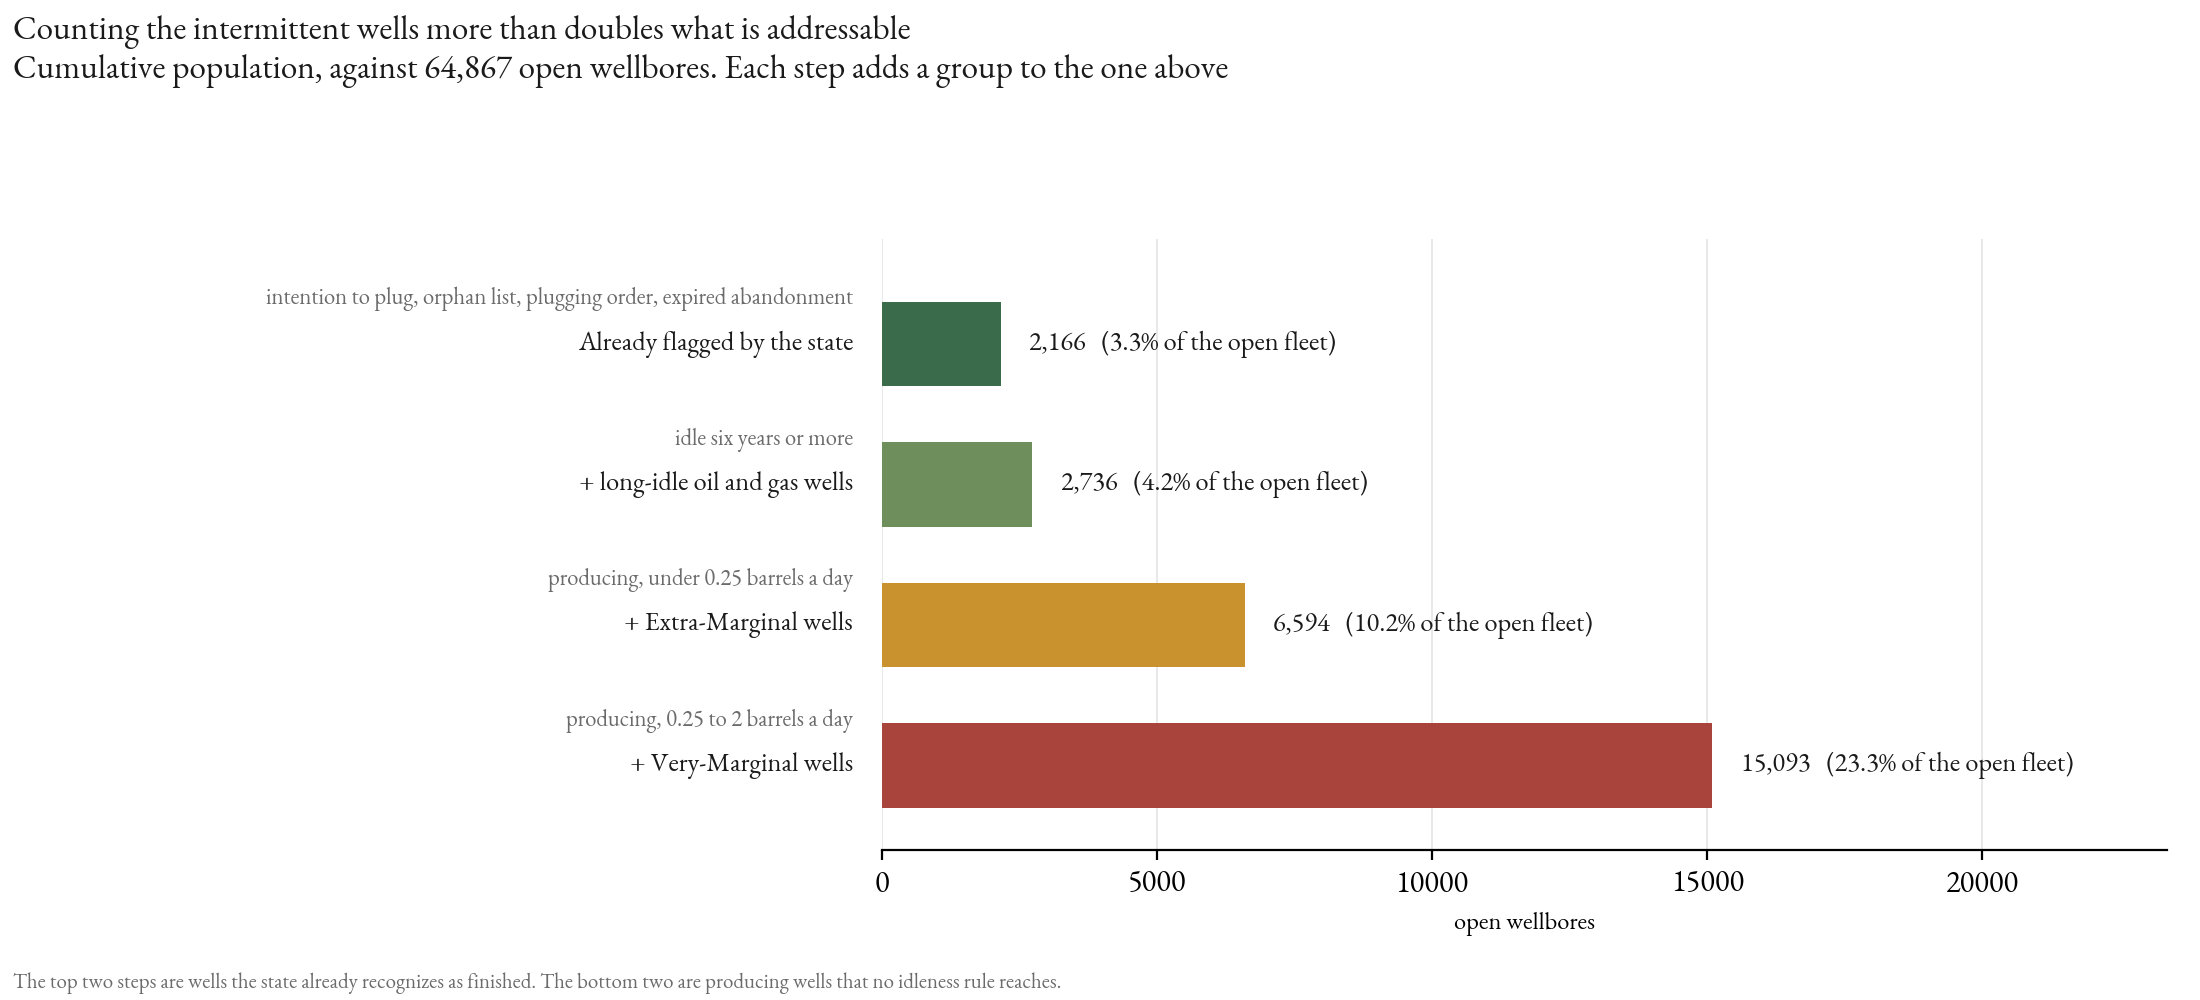 Counting the intermittent wells more than doubles what is addressable
Cumulative population, against 64,867 open wellbores. Each step adds a group to the one above
intention to plug, orphan list, plugging order, expired abandonment
Already flagged by the state
2,166 (3.3% of the open fleet)
idle six years or more
+ long-idle oil and gas wells
2,736 (4.2% of the open fleet)
producing, under 0.25 barrels a day
+ Extra-Marginal wells
6,594 (10.2% of the open fleet)
producing, 0.25 to 2 barrels a day
+ Very-Marginal wells
15,093 (23.3% of the open fleet)
0 5000 10000 15000 20000
open wellbores
The top two steps are wells the state already recognizes as finished. The bottom two are producing wells that no idleness rule reaches.